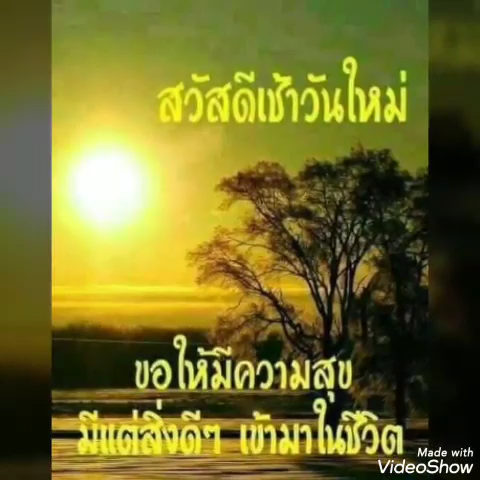 สวัสดีเช้าวันใหม่
ขอให้มีความสุข
มีแต่สิ่งดีๆ เข้ามาในชีวิต
Made with
VideoShow